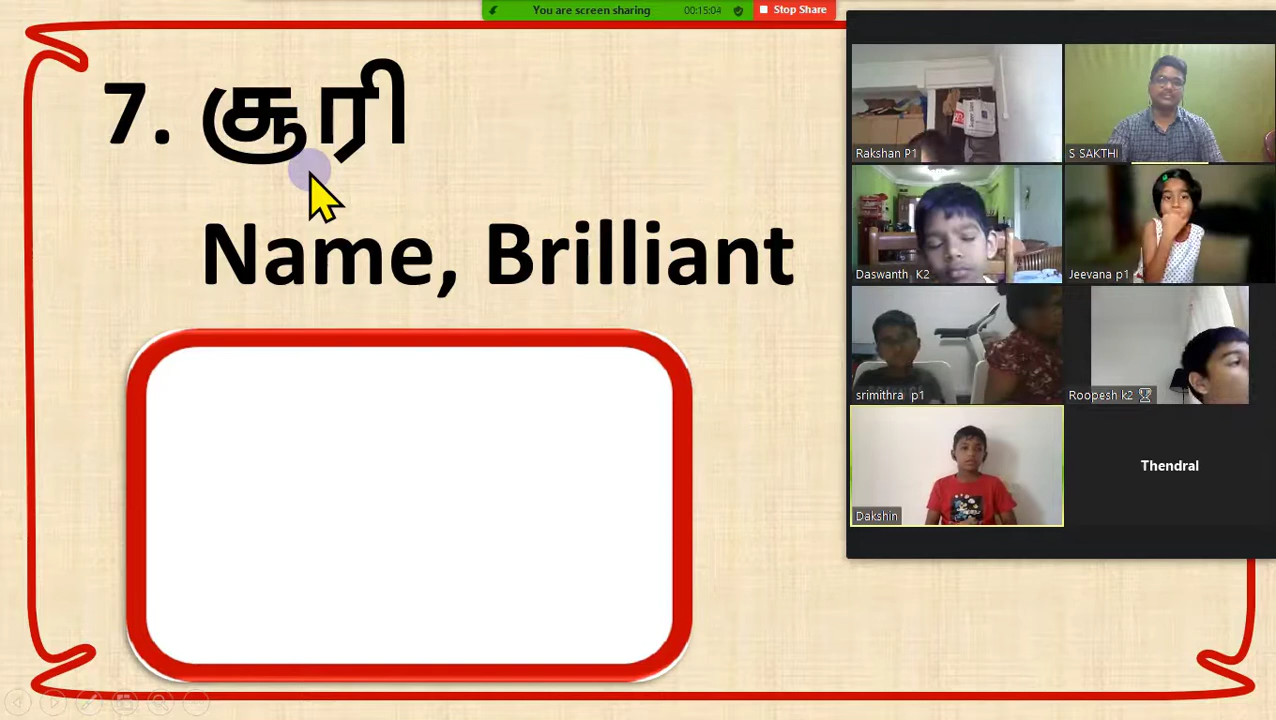 You are screen sharing 00:15:04 Stop Share
7. சூரி
Name, Brilliant
Rakshan P1
S SAKTHI
Daswanth K2
Jeevana p1
srimithra p1
Roopesh k2
Dakshin
Thendral